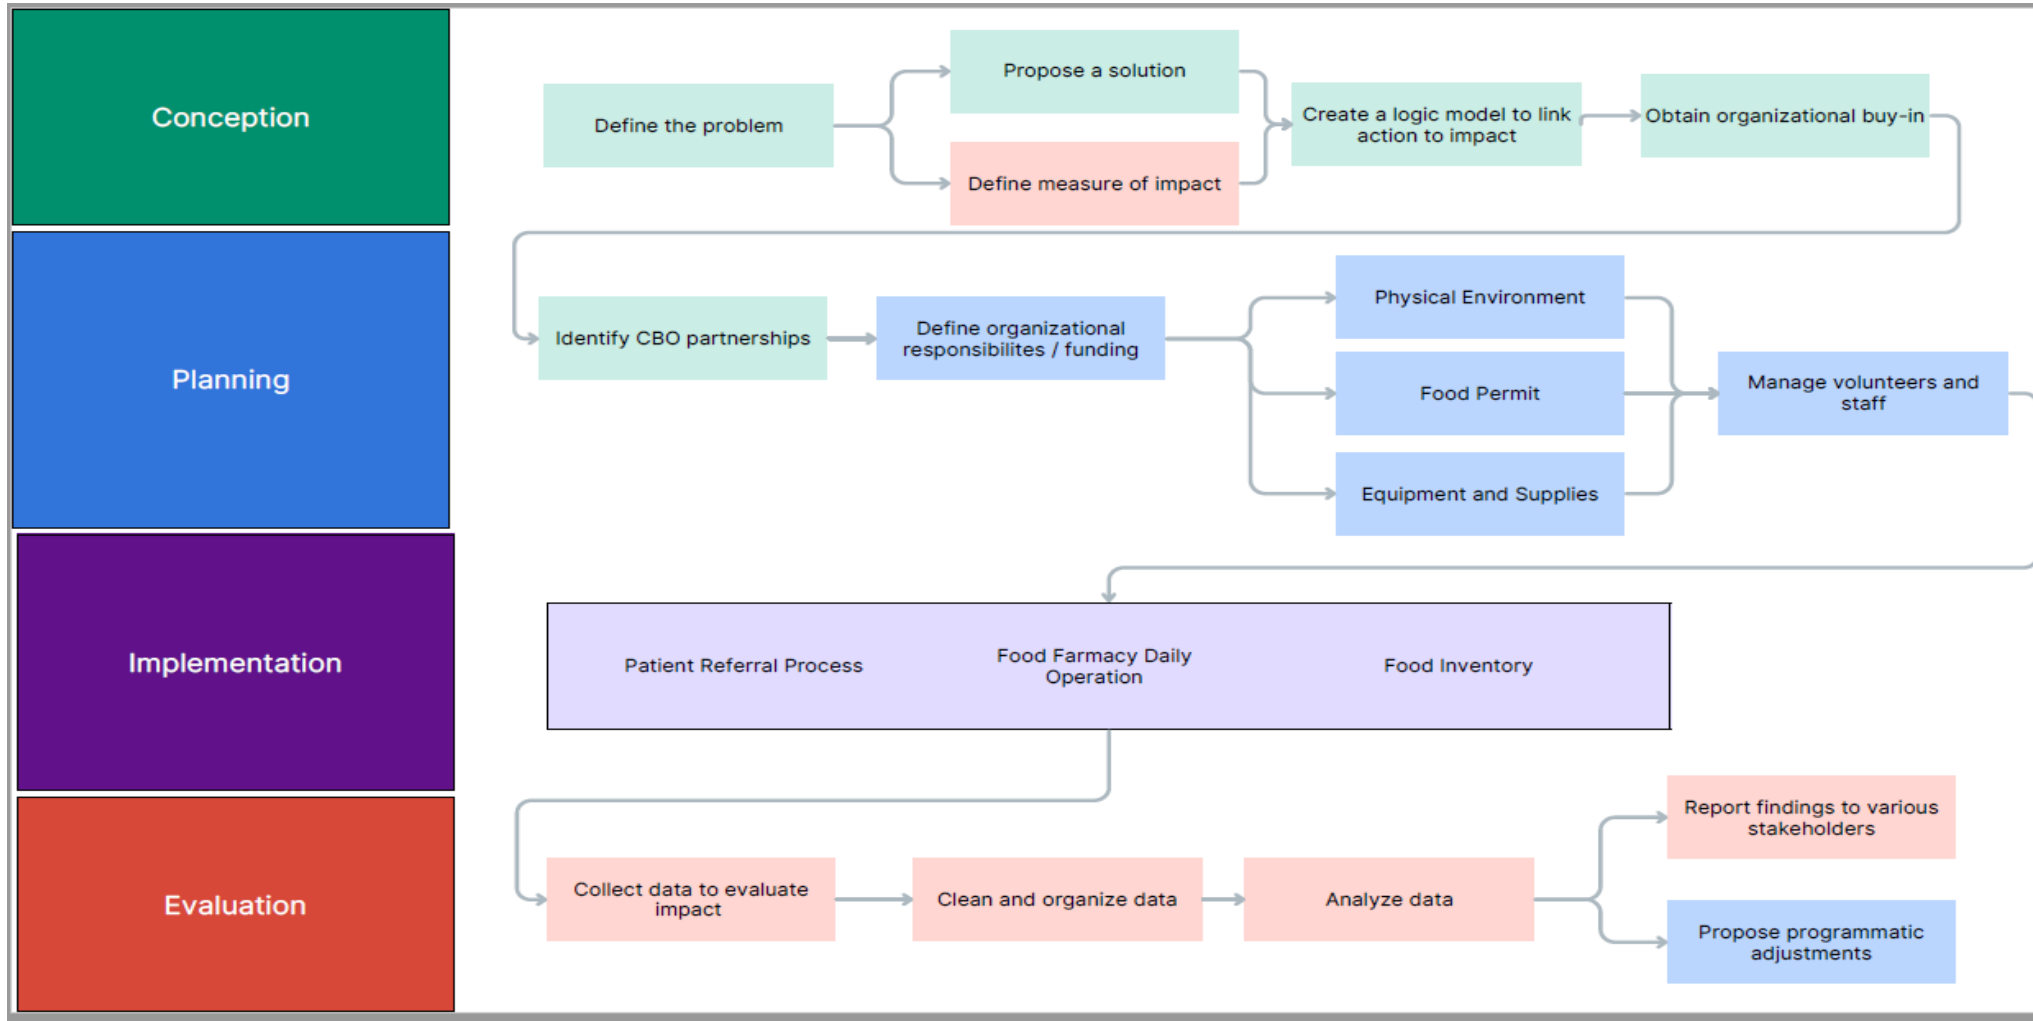 Conception
Define the problem
Propose a solution
Define measure of impact
Create a logic model to link
action to impact
Obtain organizational buy-in
Planning
Identify CBO partnerships
Define organizational
responsibilites / funding
Physical Environment
Food Permit
Equipment and Supplies
Manage volunteers and
staff
Implementation
Patient Referral Process
Food Farmacy Daily
Operation
Food Inventory
Evaluation
Collect data to evaluate
impact
Clean and organize data
Analyze data
Report findings to various
stakeholders
Propose programmatic
adjustments